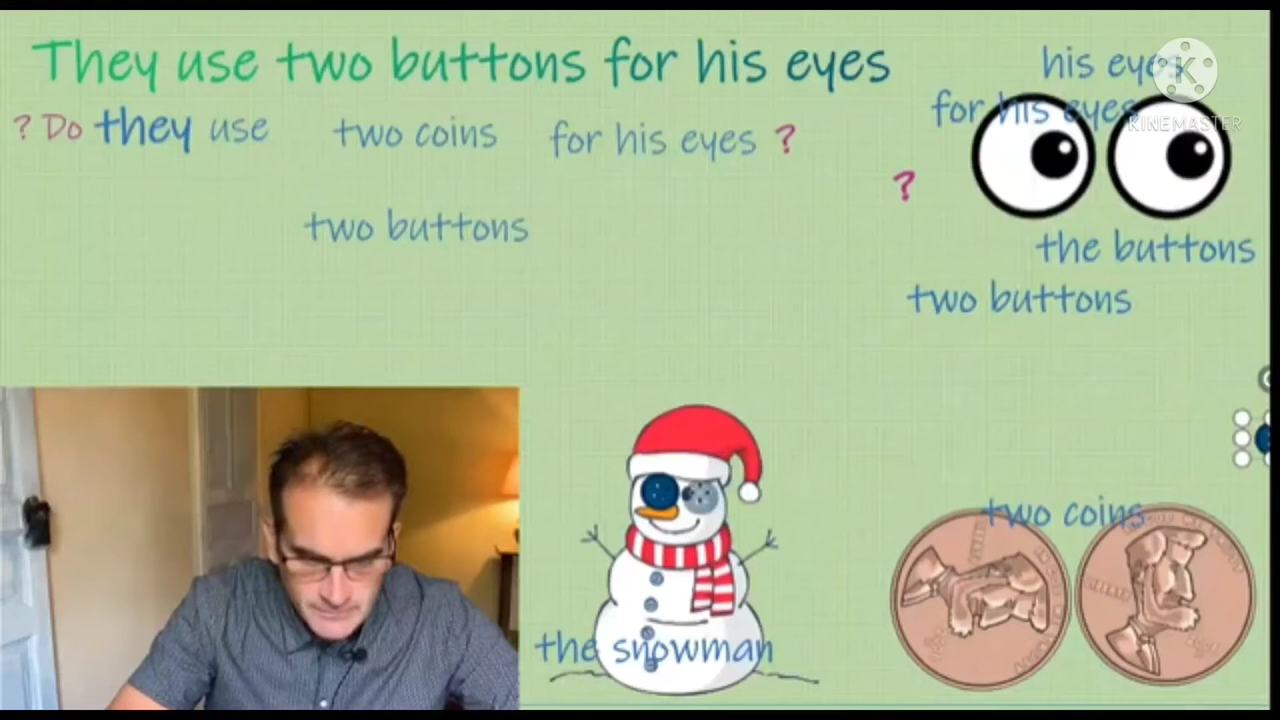 They use two buttons for his eyes
? Do they use two coins for his eyes ?
two buttons
his eyes
for his eyes
KINEMASTER
?
the buttons
two buttons
two coins
the snowman